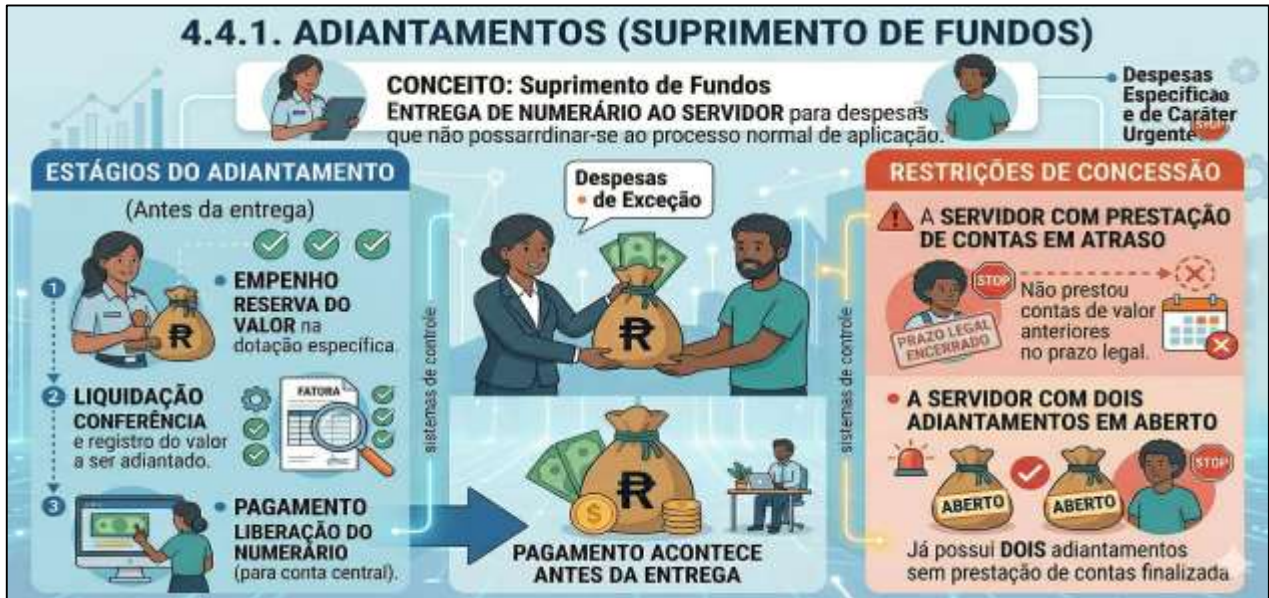 4.4.1. ADIANTAMENTOS (SUPRIMENTO DE FUNDOS)
CONCEITO: Suprimento de Fundos
ENTREGA DE NUMERÁRIO AO SERVIDOR para despesas
que não possarrdinar-se ao processo normal de aplicação.
Despesas
Específicao
e de Caráter
Urgente
STOP
ESTÁGIOS DO ADIANTAMENTO
(Antes da entrega)
1
EMPENHO
RESERVA DO
VALOR na
dotação específica.
2
LIQUIDAÇÃO
CONFERÊNCIA
e registro do valor
a ser adiantado.
FATORA
3
PAGAMENTO
LIBERAÇÃO DO
NUMERÁRIO
(para conta central).
sistemas de controle
Despesas
de Exceção
PAGAMENTO ACONTECE
ANTES DA ENTREGA
sistemas de controle
RESTRIÇÕES DE CONCESSÃO
A SERVIDOR COM PRESTAÇÃO
DE CONTAS EM ATRASO
STOP
PRAZO LEGAL
ENCERRADO
Não prestou
contas de valor
anteriores
no prazo legal.
A SERVIDOR COM DOIS
ADIANTAMENTOS EM ABERTO
ABERTO
ABERTO
STOP
Já possui DOIS adiantamentos
sem prestação de contas finalizada